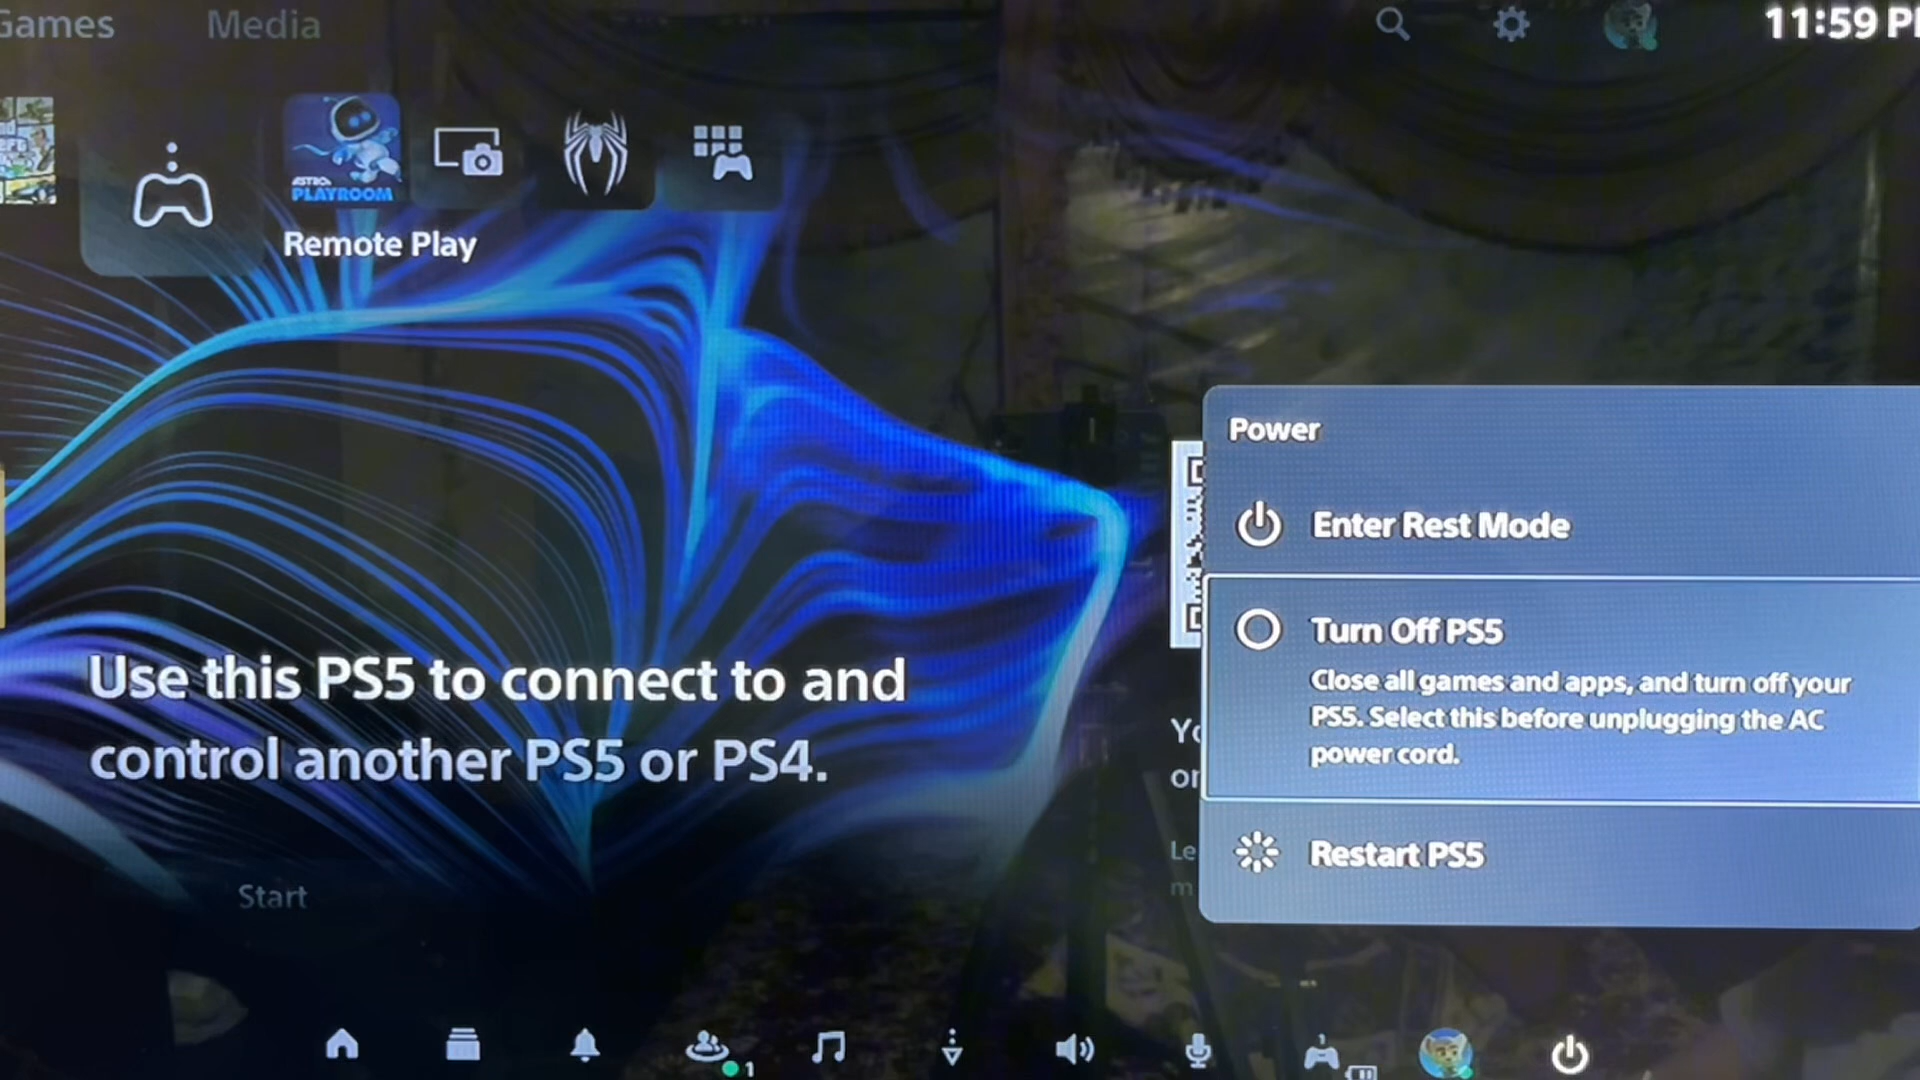 Games
Media
11:59 P
ASTRO's
PLAYROOM
Remote Play
Use this PS5 to connect to and
control another PS5 or PS4.
Start
Power
Enter Rest Mode
Turn Off PS5
Close all games and apps, and turn off your
PS5. Select this before unplugging the AC
power cord.
Restart PS5
1